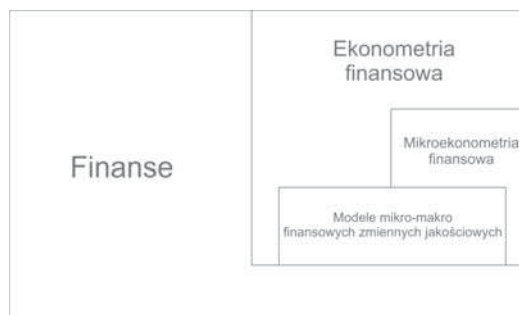 Ekonometria
finansowa
Mikroekonometria
finansowa
Finanse
Modele mikro-makro
finansowych zmiennych jakościowych